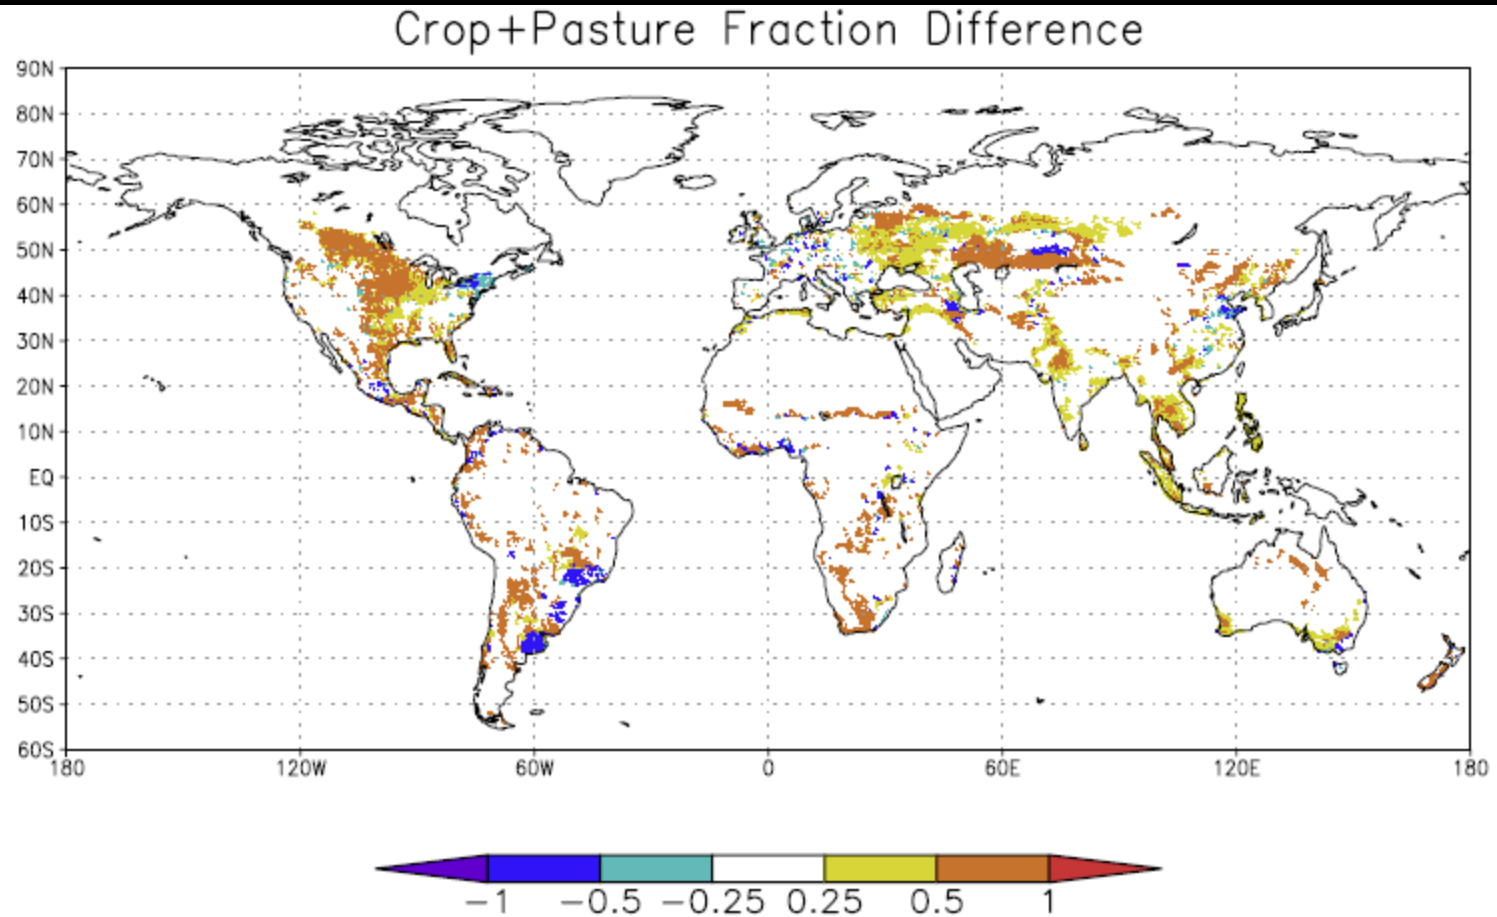 Crop+Pasture Fraction Difference
90N
80N
70N
60N
50N
40N
30N
20N
10N
EQ
10S
20S
30S
40S
50S
60S
180 120W 60W 0 60E 120E 180
−1 −0.5 −0.25 0.25 0.5 1